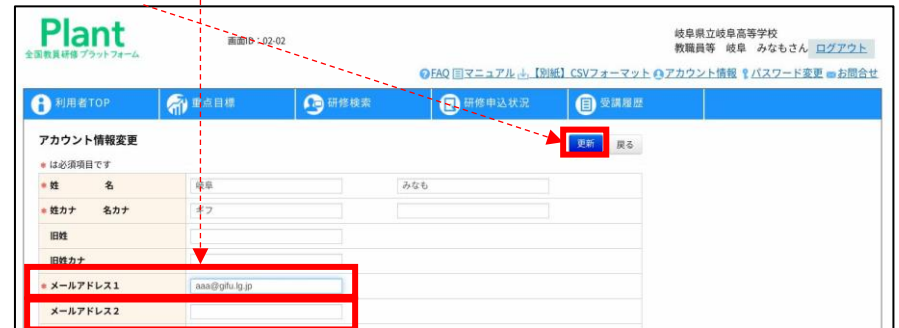 Plant
全国教員研修プラットフォーム
画面ID：02-02
岐阜県立岐阜高等学校
教職員等 岐阜 みなもさん ログアウト
FAQ マニュアル 【別紙】CSVフォーマット アカウント情報 パスワード変更 お問合せ
利用者TOP 重点目標 研修検索 研修申込状況 受講履歴
アカウント情報変更 更新 戻る
* は必須項目です
* 姓 名 岐阜 みなも
* 姓カナ 名カナ ギフ
旧姓
旧姓カナ
* メールアドレス1 aaa@gifu.lg.jp
メールアドレス2